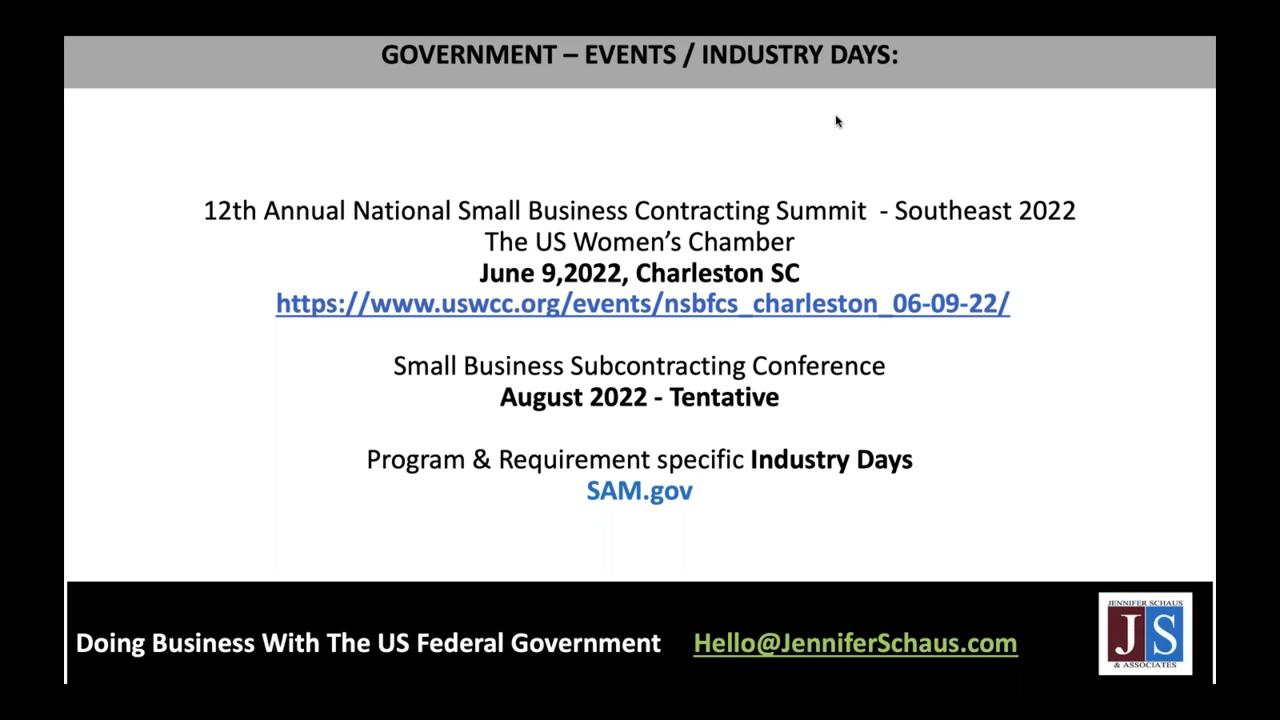 GOVERNMENT – EVENTS / INDUSTRY DAYS:
12th Annual National Small Business Contracting Summit - Southeast 2022
The US Women’s Chamber
June 9,2022, Charleston SC
https://www.uswcc.org/events/nsbfcs_charleston_06-09-22/
Small Business Subcontracting Conference
August 2022 - Tentative
Program & Requirement specific Industry Days
SAM.gov
Doing Business With The US Federal Government Hello@JenniferSchaus.com
JENNIFER SCHAUS
JS
& ASSOCIATES